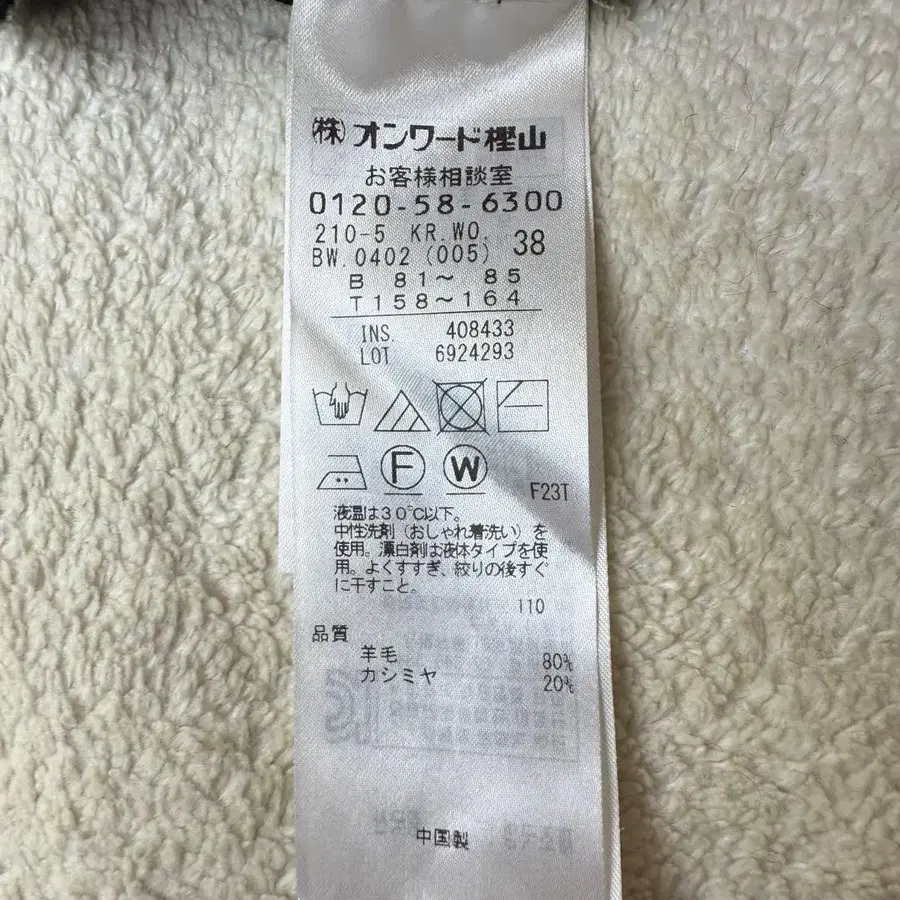 (株)オンワード樫山
お客様相談室
0120-58-6300
210-5 KR.WO. 38
BW.0402 (005)
B 81～ 85
T158～164
INS. 408433
LOT 6924293
F W
F23T
液温は30℃以下。
中性洗剤（おしゃれ着洗い）を
使用。漂白剤は液体タイプを使
用。よくすすぎ、絞りの後すぐ
に干すこと。
110
品質
羊毛 80%
カシミヤ 20%
中国製